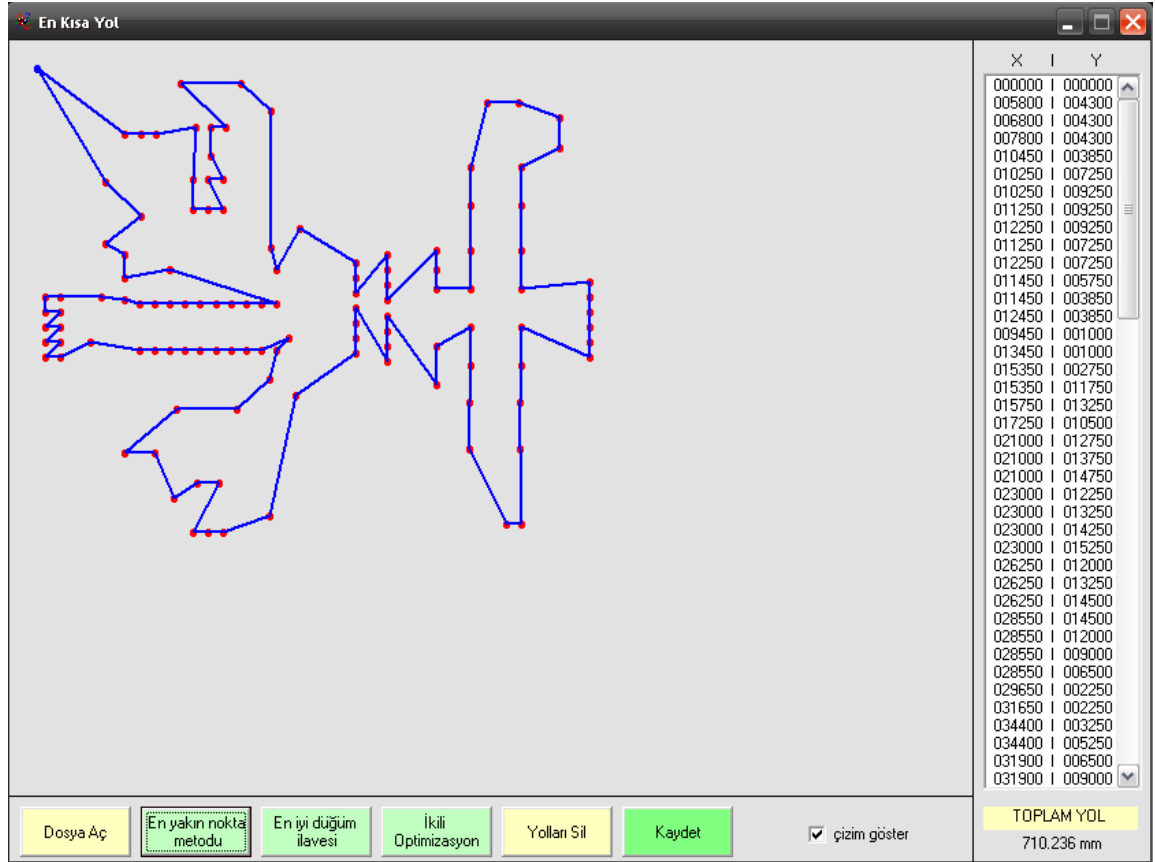 En Kısa Yol
X I Y
000000 I 000000
005800 I 004300
006800 I 004300
007800 I 004300
010450 I 003850
010250 I 007250
010250 I 009250
011250 I 009250
012250 I 009250
011250 I 007250
012250 I 007250
011450 I 005750
011450 I 003850
012450 I 003850
009450 I 001000
013450 I 001000
015350 I 002750
015350 I 011750
015750 I 013250
017250 I 010500
021000 I 012750
021000 I 013750
021000 I 014750
023000 I 012250
023000 I 013250
023000 I 014250
023000 I 015250
026250 I 012000
026250 I 013250
026250 I 014500
028550 I 014500
028550 I 012000
028550 I 009000
028550 I 006500
029650 I 002250
031650 I 002250
034400 I 003250
034400 I 005250
031900 I 006500
031900 I 009000
Dosya Aç
En yakın nokta
metodu
En iyi düğüm
ilavesi
İkili
Optimizasyon
Yolları Sil
Kaydet
çizim göster
TOPLAM YOL
710.236 mm